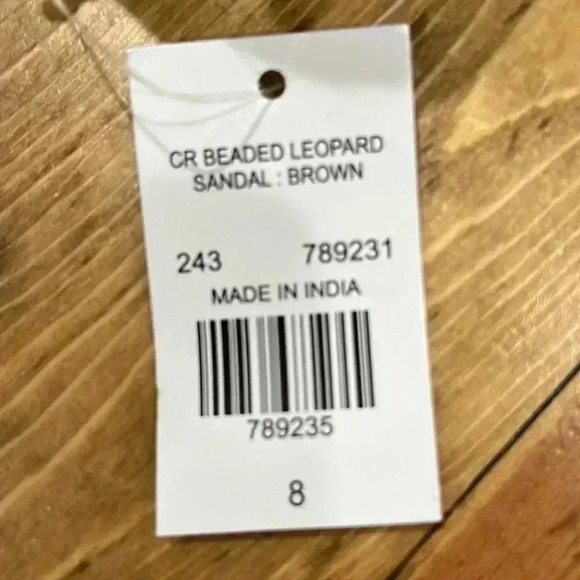 CR BEADED LEOPARD
SANDAL : BROWN
243 789231
MADE IN INDIA
789235
8